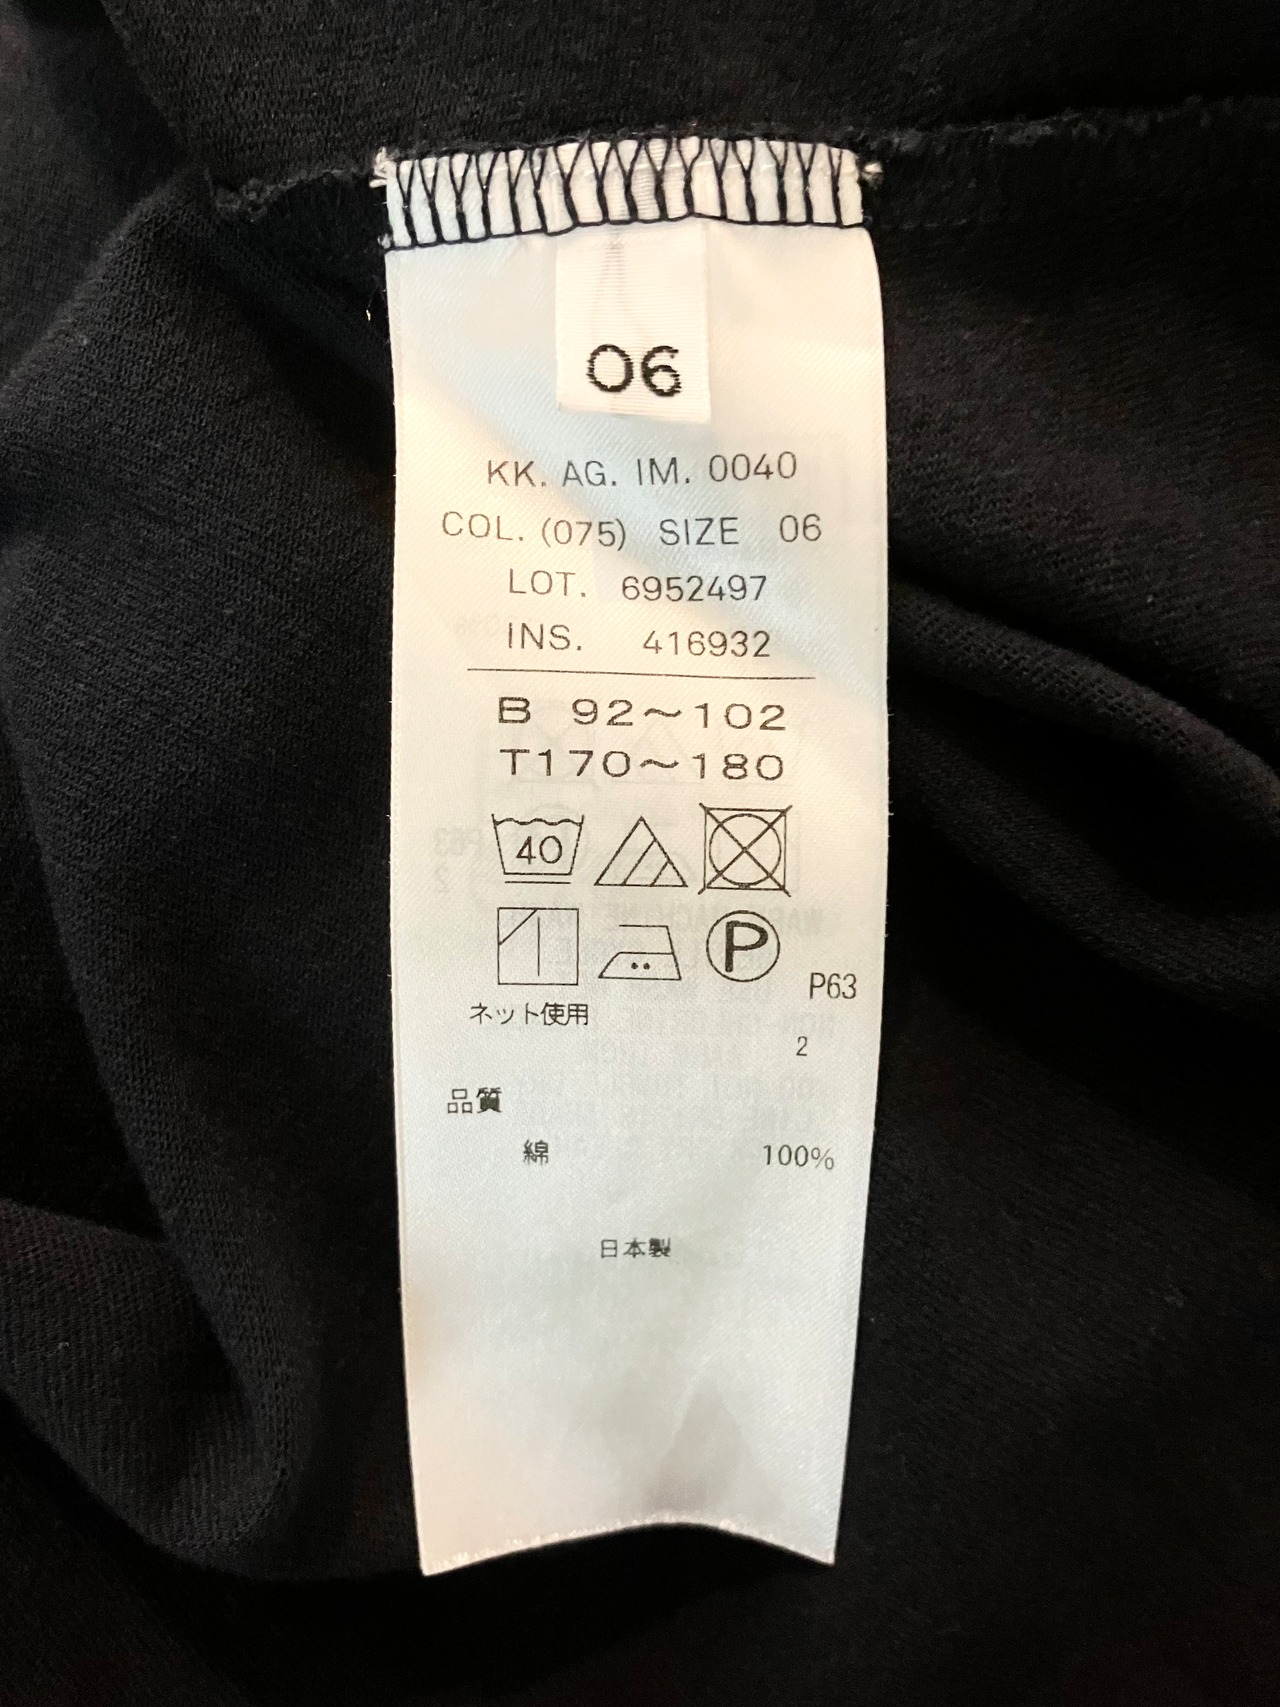 06
KK. AG. IM. 0040
COL. (075) SIZE 06
LOT. 6952497
INS. 416932
B 92～102
T170～180
40
P
P63
ネット使用
2
品質
綿 100%
日本製